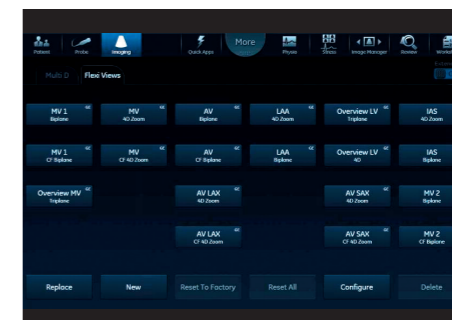 Patient Probe Imaging Quick Apps More Physio Stress Image Manager Review
Multi D Flexi Views
MV 1 MV AV LAA Overview LV IAS
Biplane 4D Zoom Biplane 4D Zoom Triplane 4D Zoom
MV 1 MV AV LAA Overview LV IAS
CF Biplane CF 4D Zoom CF Biplane Biplane 4D Biplane
Overview MV AV LAX AV SAX MV 2
Triplane 4D Zoom 4D Zoom Biplane
AV LAX AV SAX MV 2
CF 4D Zoom CF 4D Zoom CF Biplane
Replace New Reset To Factory Reset All Configure Delete